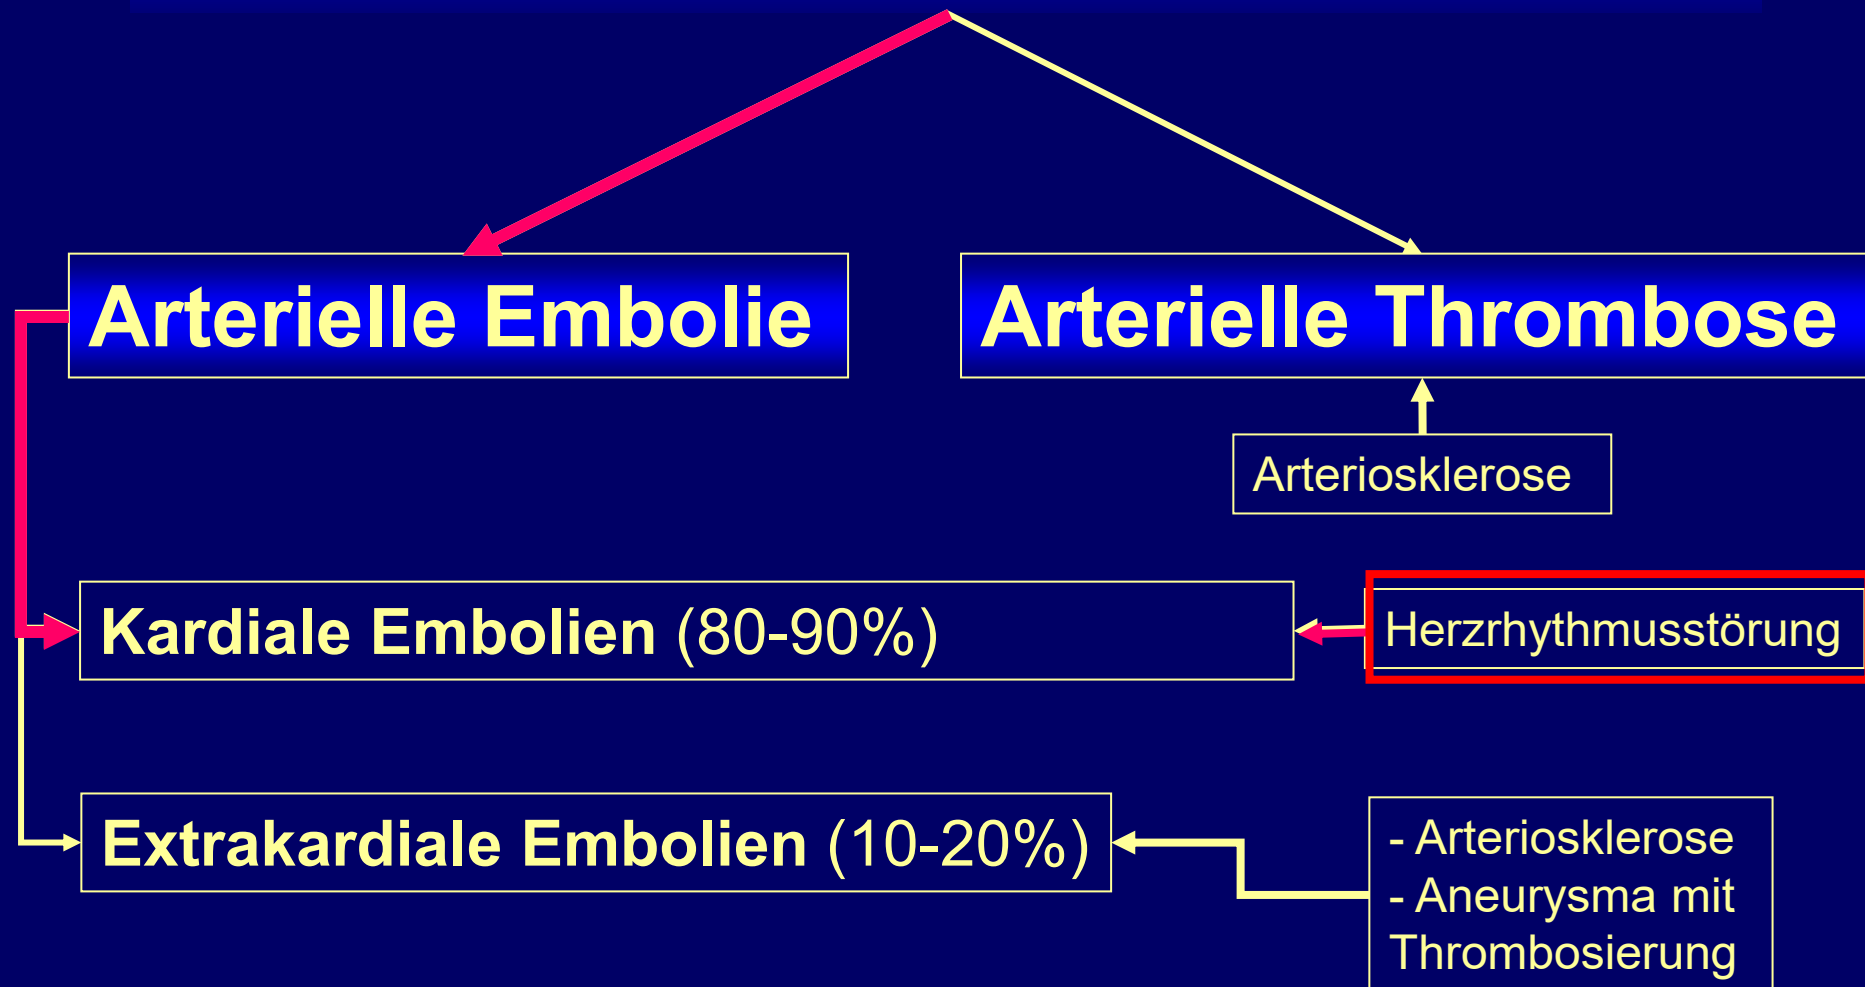 Arterielle Embolie
Arterielle Thrombose
Arteriosklerose
Kardiale Embolien (80-90%)
Herzrhythmusstörung
Extrakardiale Embolien (10-20%)
- Arteriosklerose
- Aneurysma mit
Thrombosierung